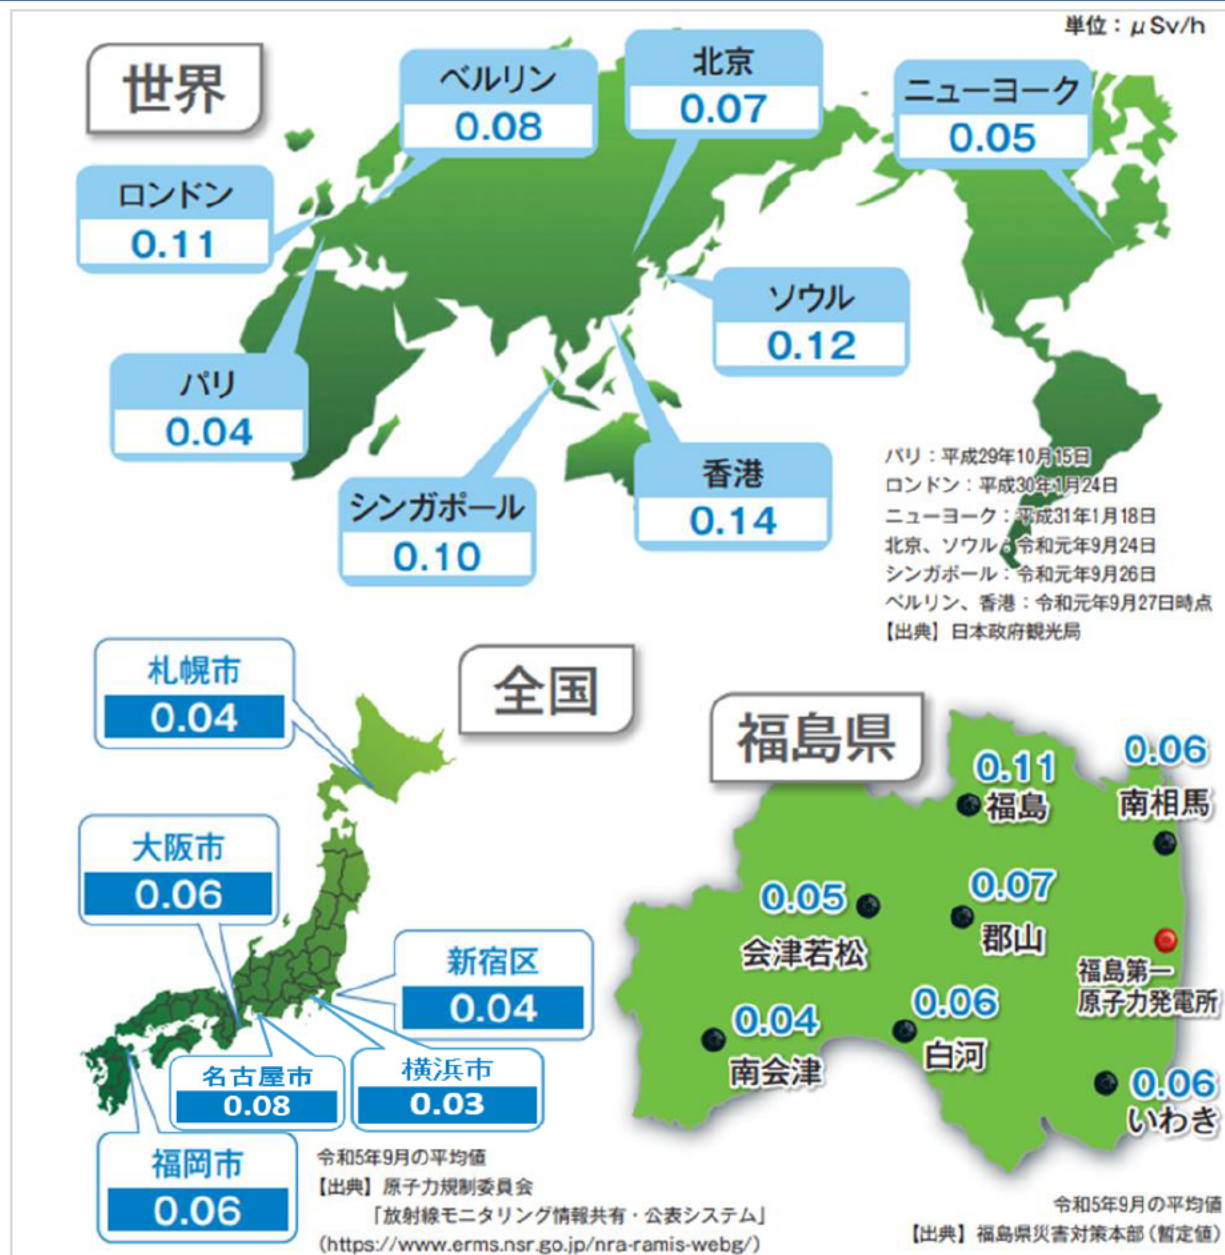 単位：μSv/h
世界
ベルリン
0.08
北京
0.07
ニューヨーク
0.05
ロンドン
0.11
ソウル
0.12
パリ
0.04
シンガポール
0.10
香港
0.14
パリ：平成29年10月15日
ロンドン：平成30年1月24日
ニューヨーク：平成31年1月18日
北京、ソウル：令和元年9月24日
シンガポール：令和元年9月26日
ベルリン、香港：令和元年9月27日時点
【出典】日本政府観光局
全国
札幌市
0.04
大阪市
0.06
新宿区
0.04
名古屋市
0.08
横浜市
0.03
福岡市
0.06
令和5年9月の平均値
【出典】原子力規制委員会
「放射線モニタリング情報共有・公表システム」
(https://www.erms.nsr.go.jp/nra-ramis-webg/)
福島県
0.11
福島
0.06
南相馬
0.05
会津若松
0.07
郡山
福島第一
原子力発電所
0.04
南会津
0.06
白河
0.06
いわき
令和5年9月の平均値
【出典】福島県災害対策本部(暫定値)